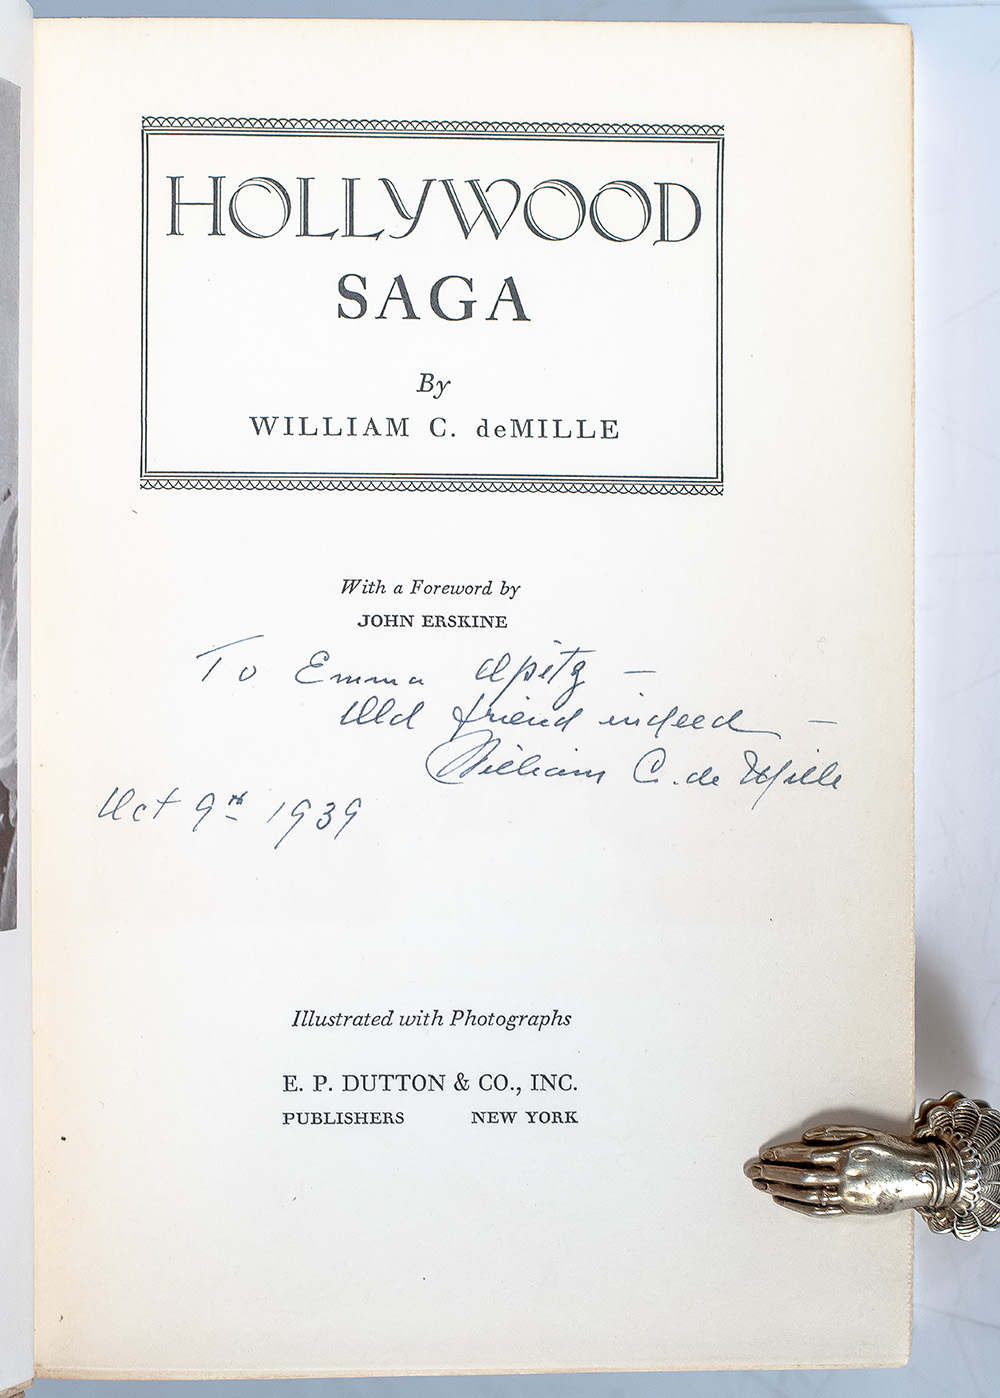 HOLLYWOOD
SAGA
By
WILLIAM C. deMILLE
With a Foreword by
JOHN ERSKINE
To Emma Opitz —
Old friend indeed —
William C. de Mille
Oct 9th 1939
Illustrated with Photographs
E. P. DUTTON & CO., INC.
PUBLISHERS NEW YORK